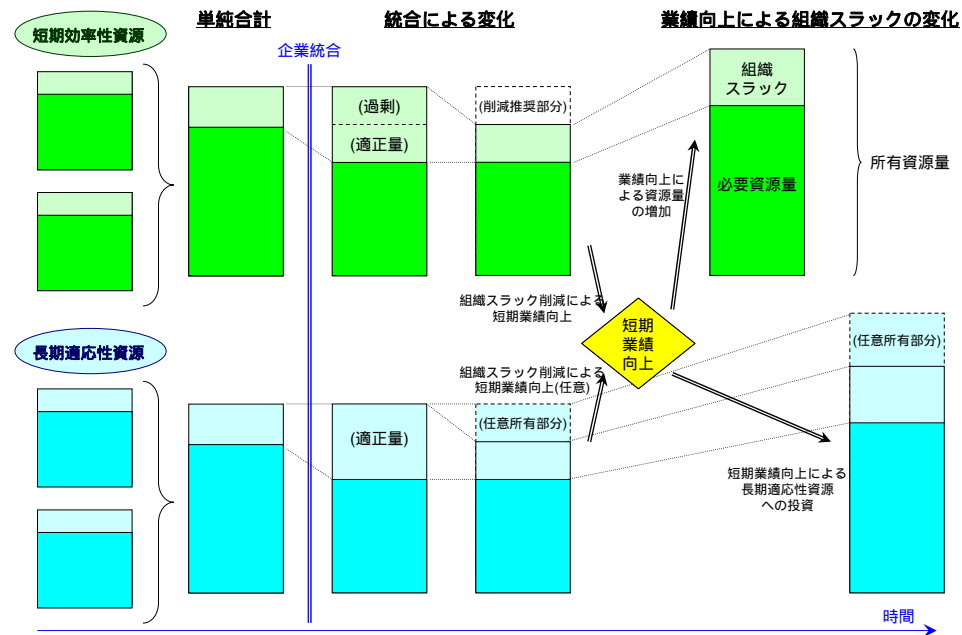 単純合計
統合による変化
業績向上による組織スラックの変化
短期効率性資源
企業統合
(過剰)
(適正量)
(削減推奨部分)
組織
スラック
必要資源量
所有資源量
業績向上に
よる資源量
の増加
組織スラック削減による
短期業績向上
短期
業績
向上
長期適応性資源
組織スラック削減による
短期業績向上(任意)
(適正量)
(任意所有部分)
(任意所有部分)
短期業績向上による
長期適応性資源
への投資
時間